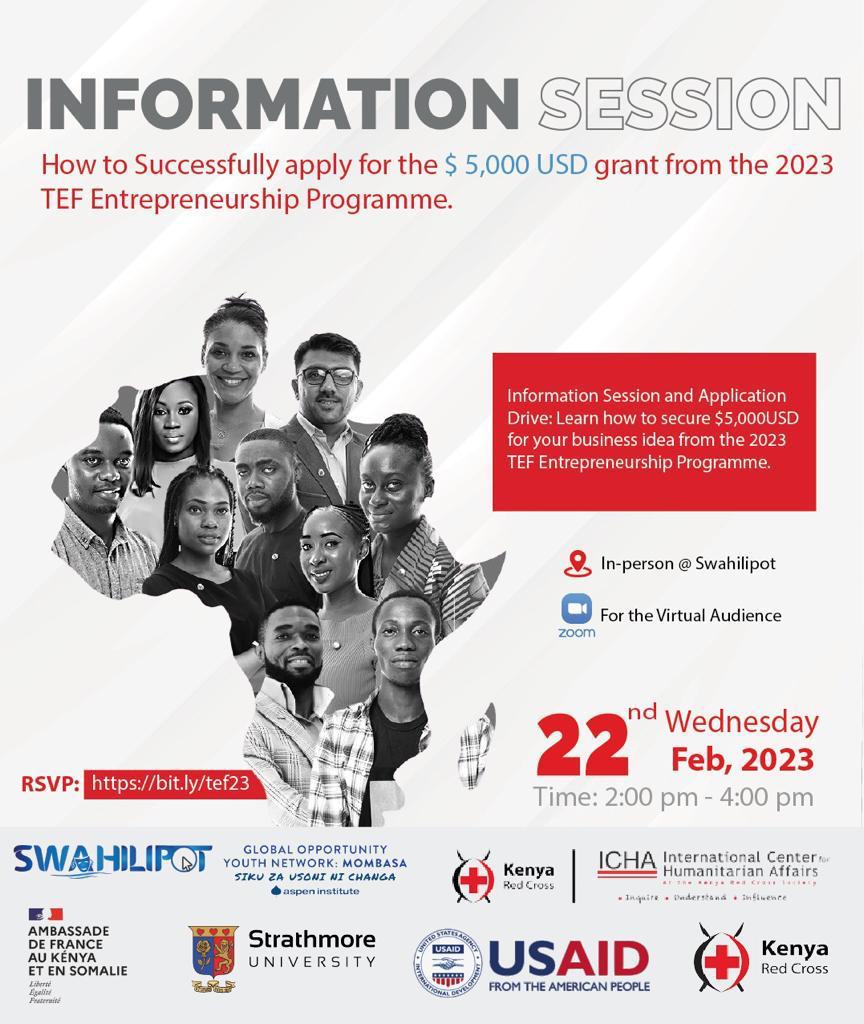 INFORMATION SESSION
How to Successfully apply for the $ 5,000 USD grant from the 2023
TEF Entrepreneurship Programme.
Information Session and Application
Drive: Learn how to secure $5,000USD
for your business idea from the 2023
TEF Entrepreneurship Programme.
In-person @ Swahilipot
zoom
For the Virtual Audience
22nd Wednesday
Feb, 2023
Time: 2:00 pm - 4:00 pm
RSVP: https://bit.ly/tef23
SWAHILIPOT
GLOBAL OPPORTUNITY
YOUTH NETWORK: MOMBASA
SIKU ZA USONI NI CHANGA
aspen institute
Kenya
Red Cross
ICHA International Center for
Humanitarian Affairs
at the Kenya Red Cross Society
• Inquire • Understand • Influence
AMBASSADE
DE FRANCE
AU KÉNYA
ET EN SOMALIE
Liberté
Égalité
Fraternité
Strathmore
UNIVERSITY
UNITED STATES AGENCY
USAID
INTERNATIONAL DEVELOPMENT
USAID
FROM THE AMERICAN PEOPLE
Kenya
Red Cross